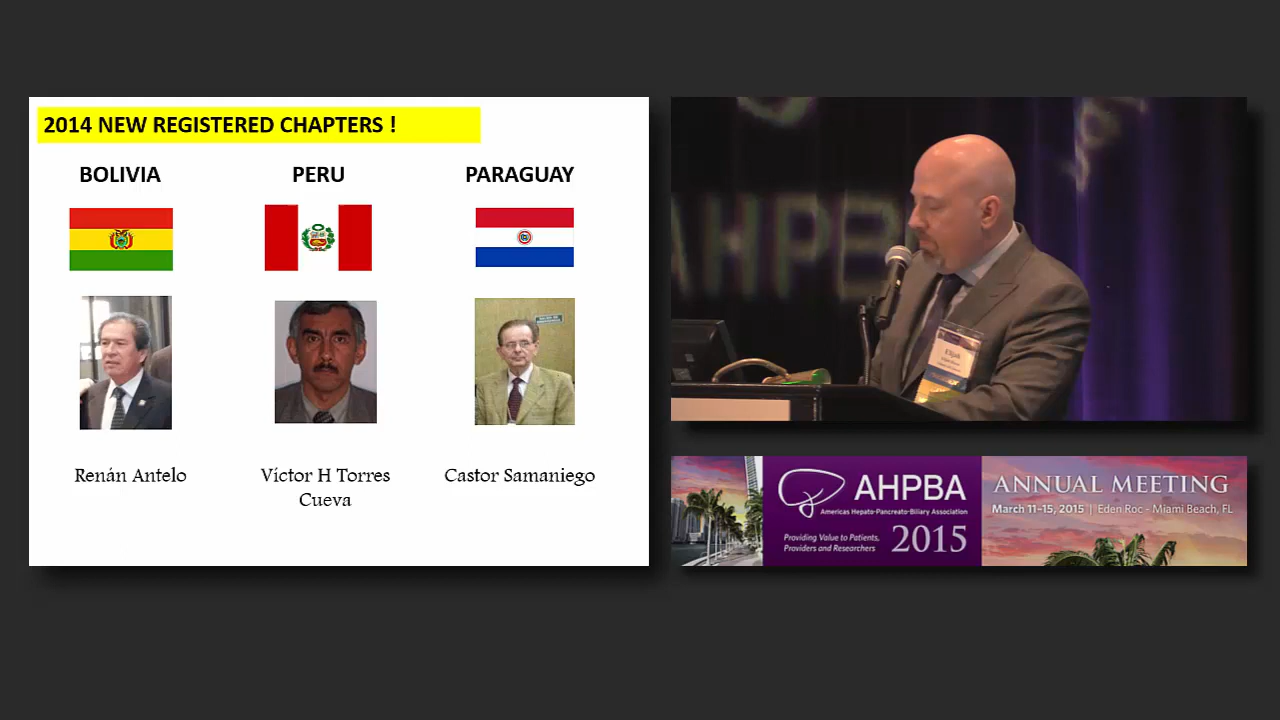 2014 NEW REGISTERED CHAPTERS !
BOLIVIA
PERU
PARAGUAY
Renán Antelo
Víctor H Torres
Cueva
Castor Samaniego
AHPB
Elijah
AHPBA
Americas Hepato-Pancreato-Biliary Association
Providing Value to Patients,
Providers and Researchers
2015
ANNUAL MEETING
March 11-15, 2015 | Eden Roc - Miami Beach, FL